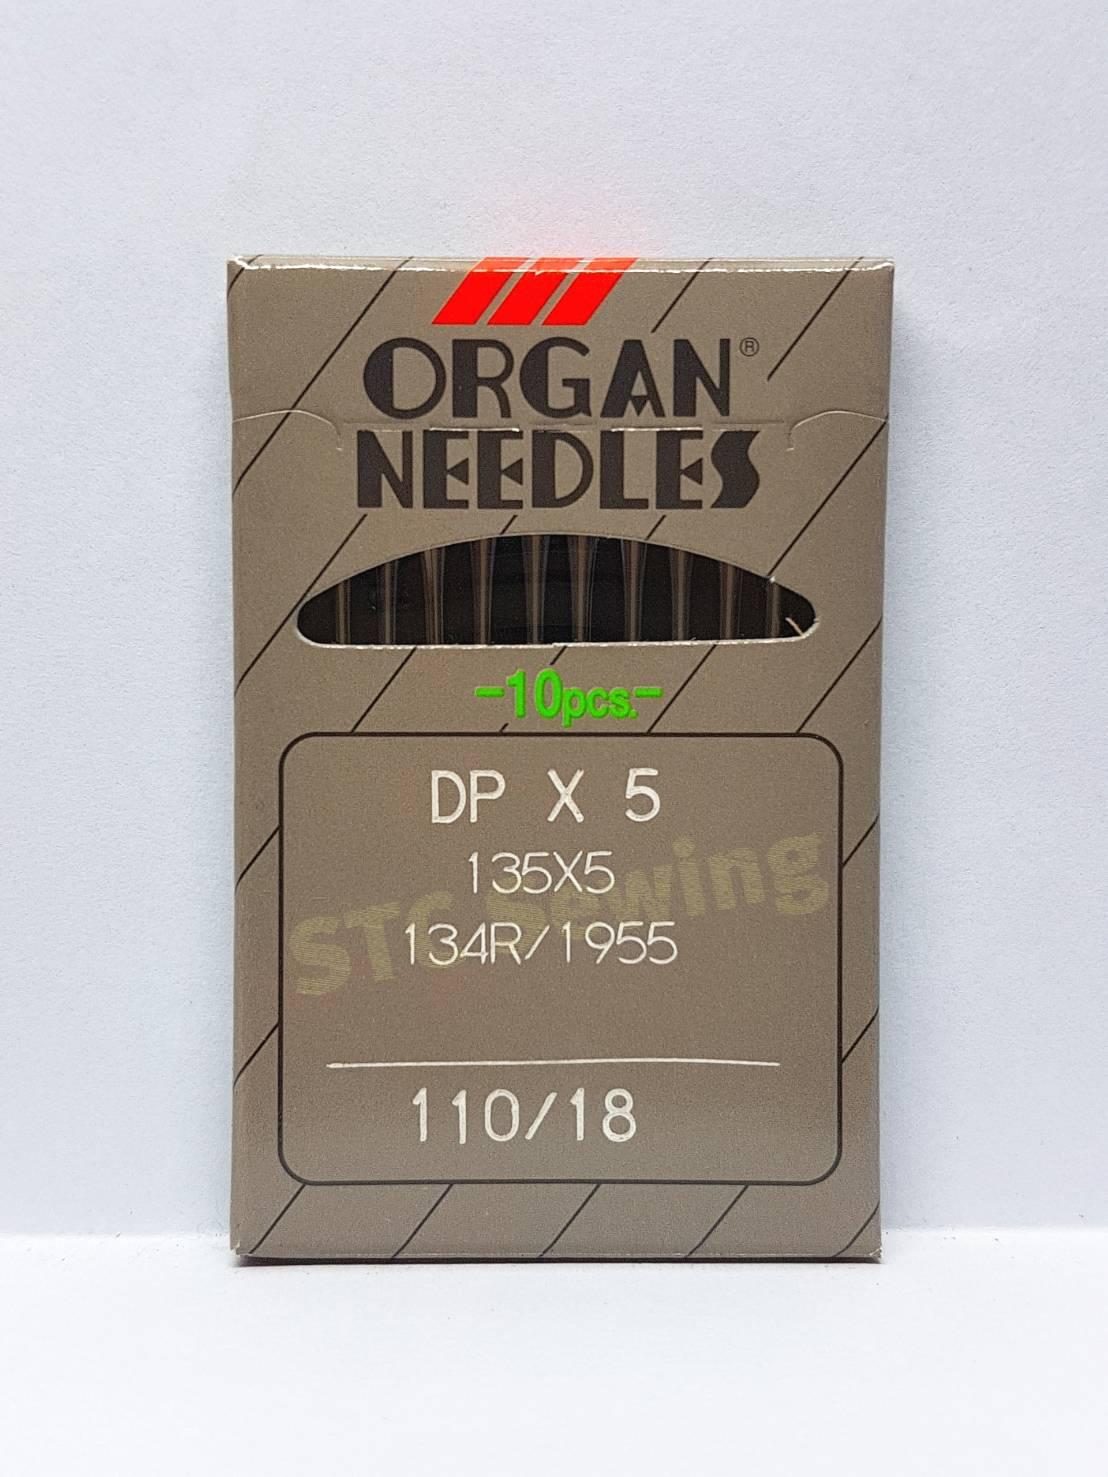 ORGAN®
NEEDLES
-10pcs.-
DP X 5
135X5
STC Sewing
134R/1955
110/18